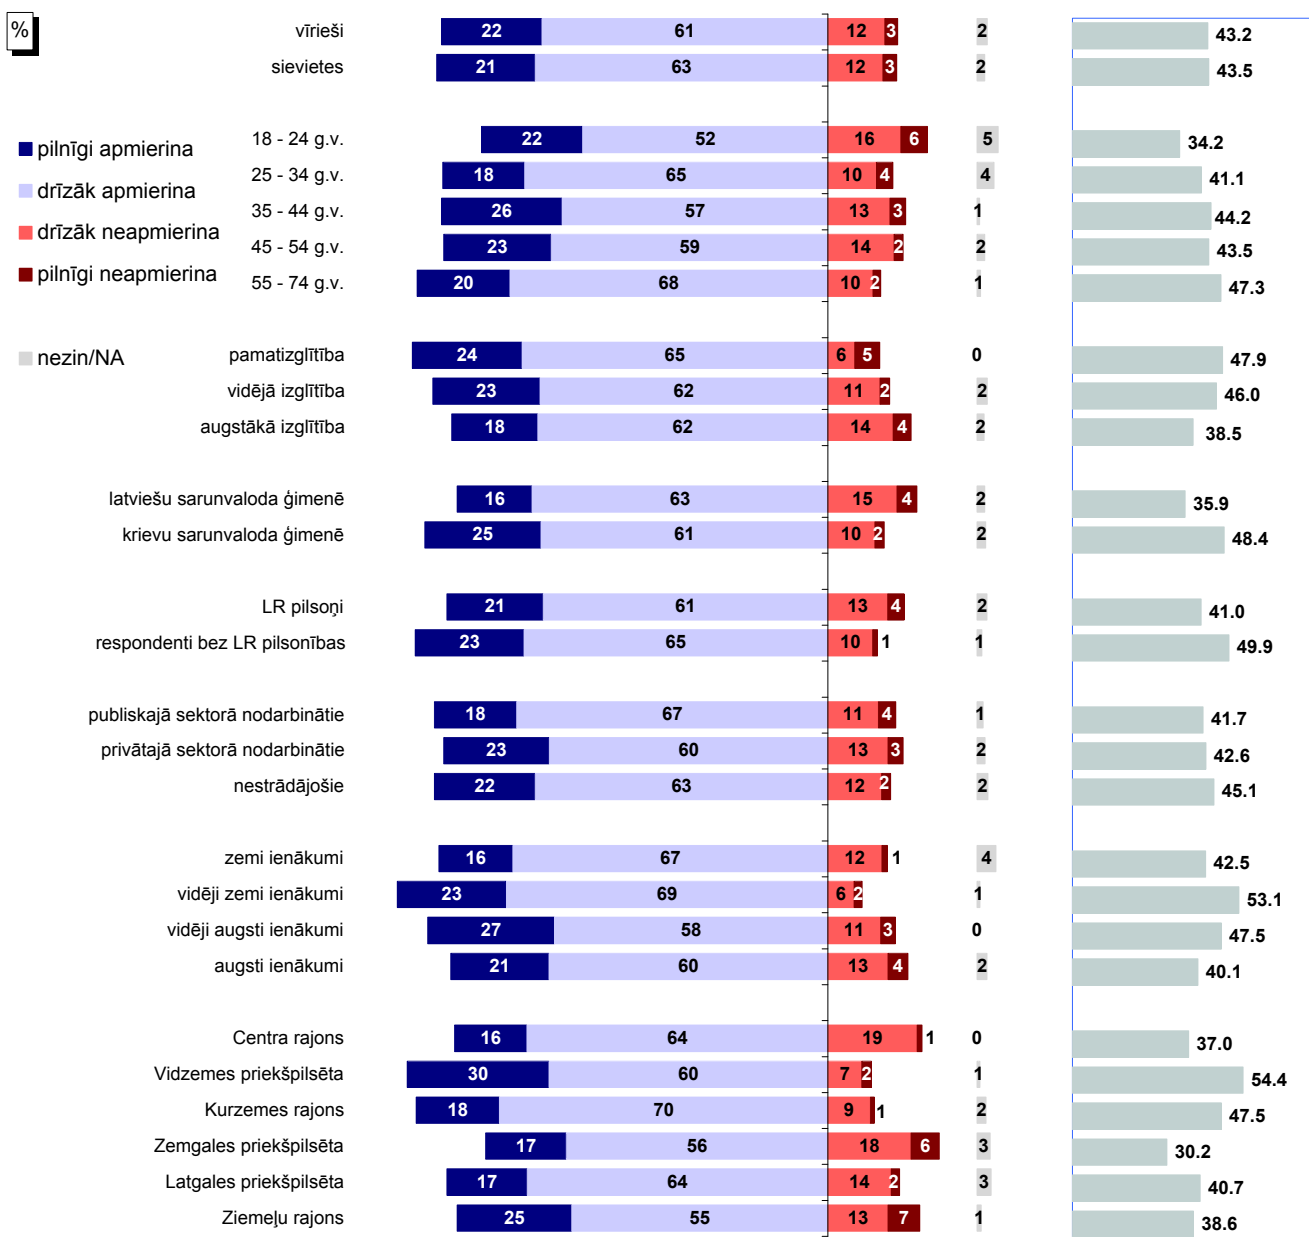 %
vīrieši 22 61 12 3 2 43.2
sievietes 21 63 12 3 2 43.5
pilnīgi apmierina
drīzāk apmierina
drīzāk neapmierina
pilnīgi neapmierina
nezin/NA
18 - 24 g.v. 22 52 16 6 5 34.2
25 - 34 g.v. 18 65 10 4 4 41.1
35 - 44 g.v. 26 57 13 3 1 44.2
45 - 54 g.v. 23 59 14 2 2 43.5
55 - 74 g.v. 20 68 10 2 1 47.3
pamatizglītība 24 65 6 5 0 47.9
vidējā izglītība 23 62 11 2 2 46.0
augstākā izglītība 18 62 14 4 2 38.5
latviešu sarunvaloda ģimenē 16 63 15 4 2 35.9
krievu sarunvaloda ģimenē 25 61 10 2 2 48.4
LR pilsoņi 21 61 13 4 2 41.0
respondenti bez LR pilsonības 23 65 10 1 1 49.9
publiskajā sektorā nodarbinātie 18 67 11 4 1 41.7
privātajā sektorā nodarbinātie 23 60 13 3 2 42.6
nestrādājošie 22 63 12 2 2 45.1
zemi ienākumi 16 67 12 1 4 42.5
vidēji zemi ienākumi 23 69 6 2 1 53.1
vidēji augsti ienākumi 27 58 11 3 0 47.5
augsti ienākumi 21 60 13 4 2 40.1
Centra rajons 16 64 19 1 0 37.0
Vidzemes priekšpilsēta 30 60 7 2 1 54.4
Kurzemes rajons 18 70 9 1 2 47.5
Zemgales priekšpilsēta 17 56 18 6 3 30.2
Latgales priekšpilsēta 17 64 14 2 3 40.7
Ziemeļu rajons 25 55 13 7 1 38.6